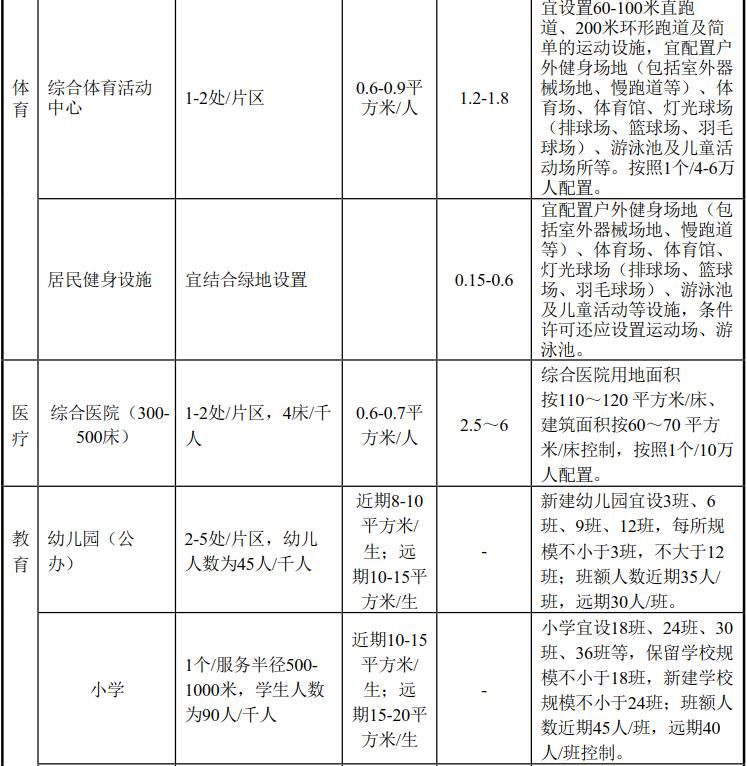 体
育
综合体育活动
中心
1-2处/片区
0.6-0.9平
方米/人
1.2-1.8
宜设置60-100米直跑
道、200米环形跑道及简
单的运动设施，宜配置户
外健身场地（包括室外器
械场地、慢跑道等）、体
育场、体育馆、灯光球场
（排球场、篮球场、羽毛
球场）、游泳池及儿童活
动场所等。按照1个/4-6万
人配置。
居民健身设施
宜结合绿地设置
0.15-0.6
宜配置户外健身场地（包
括室外器械场地、慢跑道
等）、体育场、体育馆、
灯光球场（排球场、篮球
场、羽毛球场）、游泳池
及儿童活动等设施，条件
许可还应设置运动场、游
泳池。
医
疗
综合医院（300-
500床）
1-2处/片区，4床/千
人
0.6-0.7平
方米/人
2.5～6
综合医院用地面积
按110～120 平方米/床、
建筑面积按60～70 平方
米/床控制，按照1个/10万
人配置。
教
育
幼儿园（公
办）
2-5处/片区，幼儿
人数为45人/千人
近期8-10
平方米/
生；远
期10-15平
方米/生
-
新建幼儿园宜设3班、6
班、9班、12班，每所规
模不小于3班，不大于12
班；班额人数近期35人/
班，远期30人/班。
小学
1个/服务半径500-
1000米，学生人数
为90人/千人
近期10-15
平方米/
生；远
期15-20平
方米/生
-
小学宜设18班、24班、30
班、36班等，保留学校规
模不小于18班，新建学校
规模不小于24班；班额人
数近期45人/班，远期40
人/班控制。